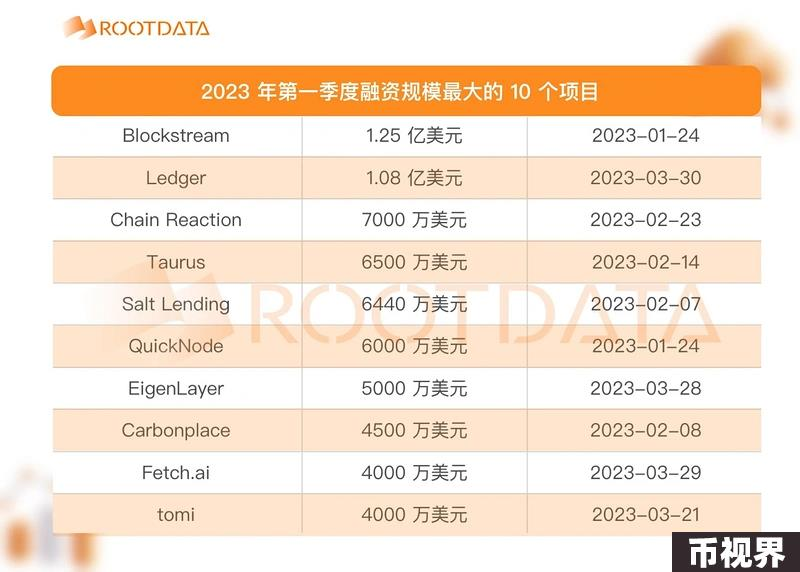 ROOTDATA
2023 年第一季度融资规模最大的 10 个项目
Blockstream 1.25 亿美元 2023-01-24
Ledger 1.08 亿美元 2023-03-30
Chain Reaction 7000 万美元 2023-02-23
Taurus 6500 万美元 2023-02-14
Salt Lending 6440 万美元 2023-02-07
ROOTDATA
QuickNode 6000 万美元 2023-01-24
EigenLayer 5000 万美元 2023-03-28
Carbonplace 4500 万美元 2023-02-08
Fetch.ai 4000 万美元 2023-03-29
tomi 4000 万美元 2023-03-21
币视界